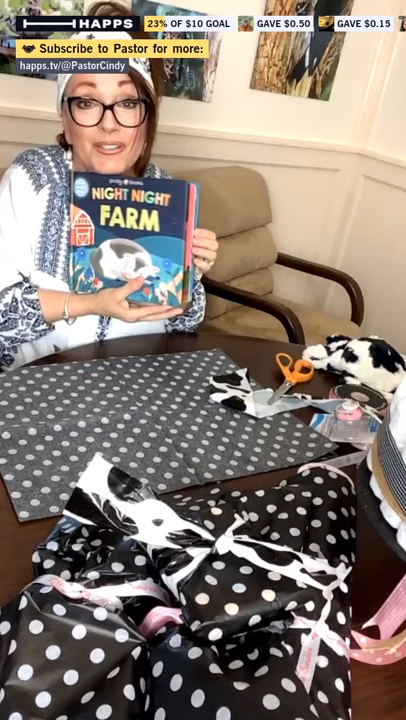 HAPPS
23% OF $10 GOAL
GAVE $0.50
GAVE $0.15
Subscribe to Pastor for more:
happs.tv/@PastorCindy
NIGHT NIGHT
FARM